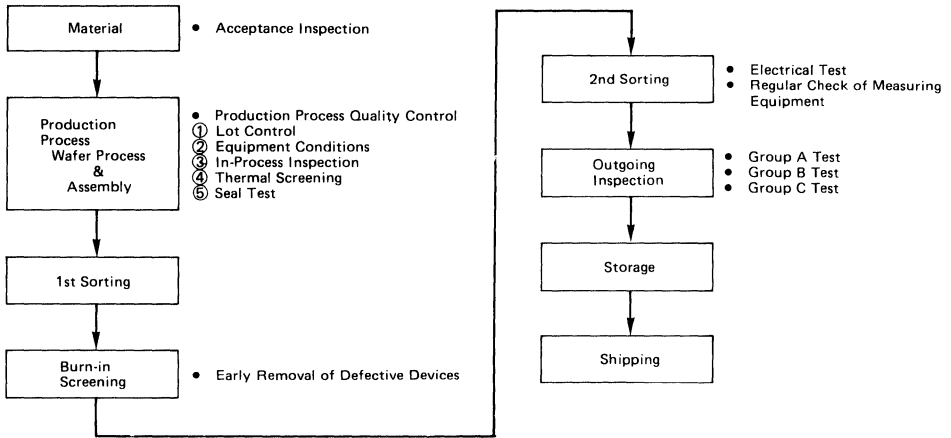 Material
• Acceptance Inspection
Production
Process
Wafer Process
&
Assembly
• Production Process Quality Control
① Lot Control
② Equipment Conditions
③ In-Process Inspection
④ Thermal Screening
⑤ Seal Test
1st Sorting
Burn-in
Screening
• Early Removal of Defective Devices
2nd Sorting
• Electrical Test
• Regular Check of Measuring
Equipment
Outgoing
Inspection
• Group A Test
• Group B Test
• Group C Test
Storage
Shipping